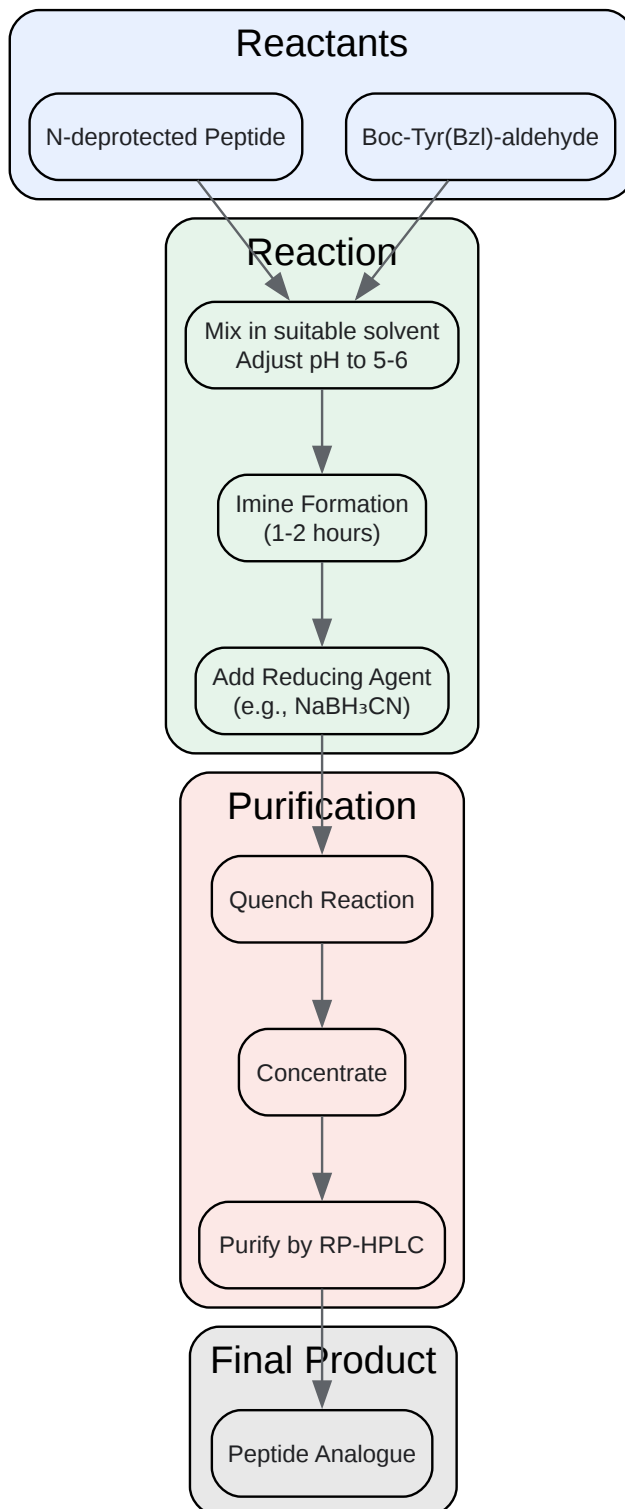 Reactants
N-deprotected Peptide
Boc-Tyr(Bzl)-aldehyde
Reaction
Mix in suitable solvent
Adjust pH to 5-6
Imine Formation
(1-2 hours)
Add Reducing Agent
(e.g., NaBH₃CN)
Purification
Quench Reaction
Concentrate
Purify by RP-HPLC
Final Product
Peptide Analogue